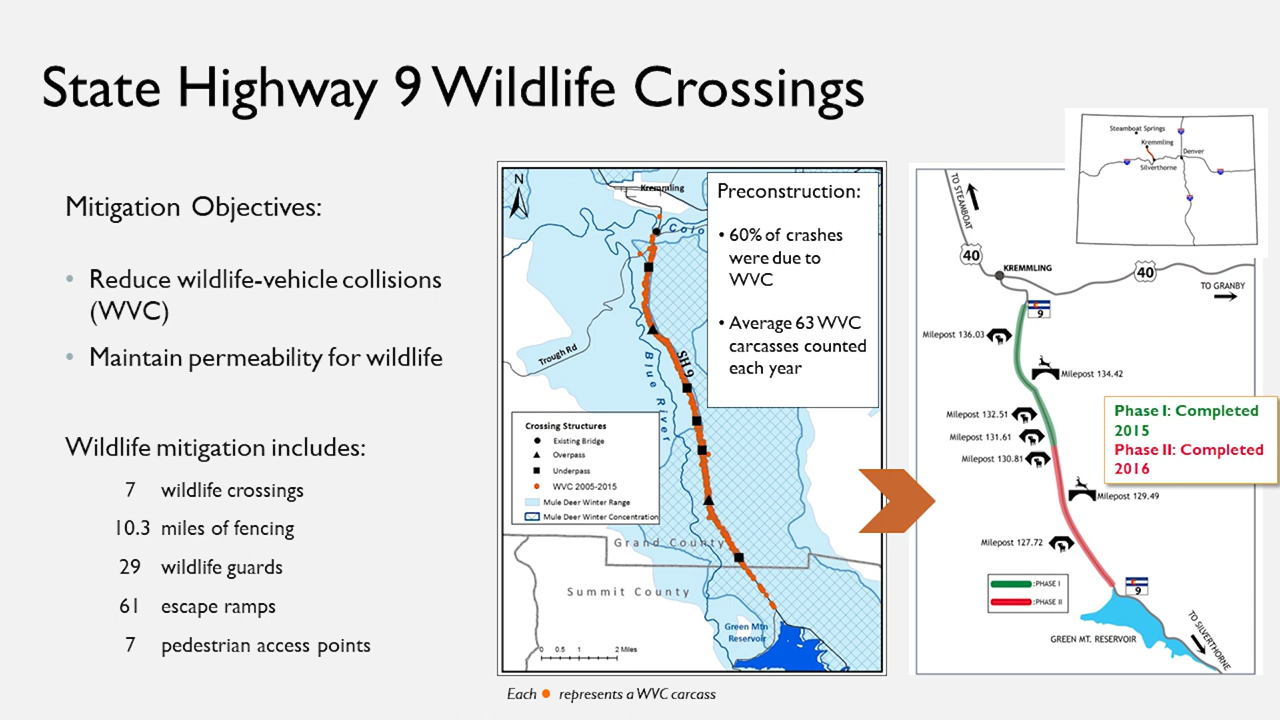 State Highway 9 Wildlife Crossings
Mitigation Objectives:
• Reduce wildlife-vehicle collisions
(WVC)
• Maintain permeability for wildlife
Wildlife mitigation includes:
7 wildlife crossings
10.3 miles of fencing
29 wildlife guards
61 escape ramps
7 pedestrian access points
N
Kremmling
Colo
Trough Rd
Blue River
SH 9
Preconstruction:
• 60% of crashes
were due to
WVC
• Average 63 WVC
carcasses counted
each year
Crossing Structures
Existing Bridge
Overpass
Underpass
WVC 2005-2015
Mule Deer Winter Range
Mule Deer Winter Concentration
Grand County
Summit County
Green Mtn
Reservoir
0 0.5 1 2 Miles
Each ● represents a WVC carcass
Steamboat Springs
Kremmling
Denver
Silverthorne
TO STEAMBOAT
40
KREMMLING
40
TO GRANBY
9
Milepost 136.03
Milepost 134.42
Milepost 132.51
Milepost 131.61
Milepost 130.81
Phase I: Completed
2015
Phase II: Completed
2016
Milepost 129.49
Milepost 127.72
:PHASE I
:PHASE II
9
GREEN MT. RESERVOIR
TO SILVERTHORNE